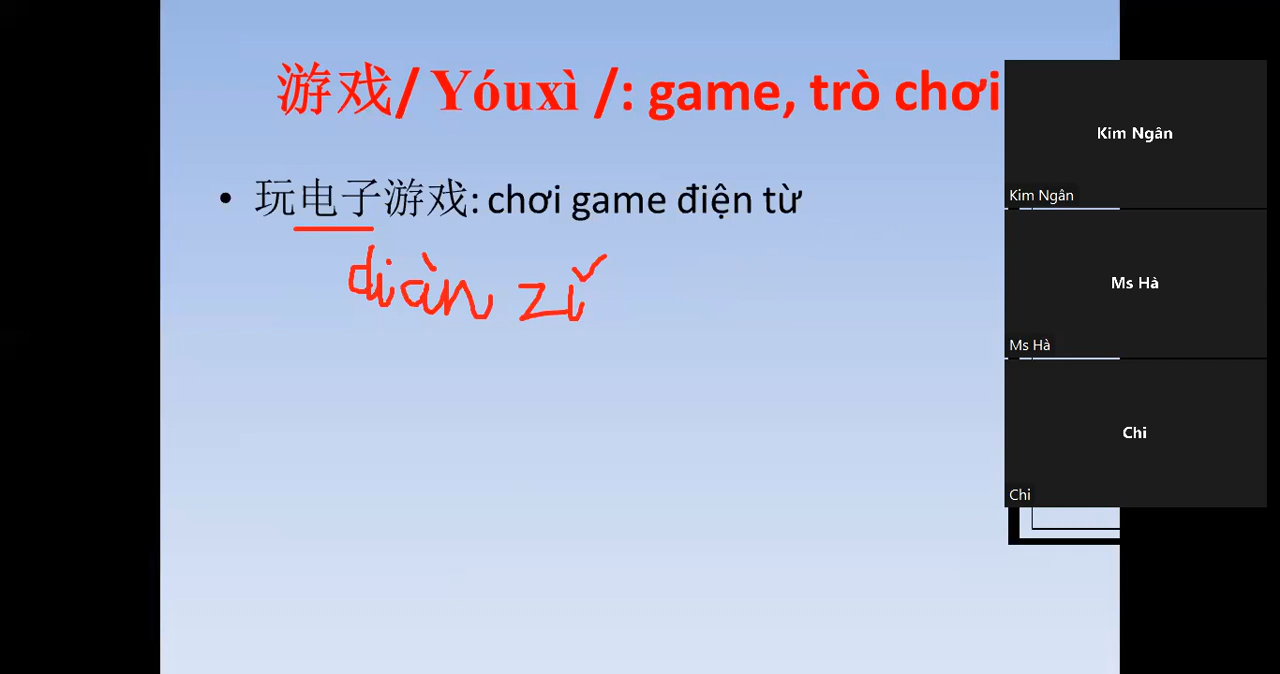 游戏/ Yóuxì /: game, trò chơi
• 玩电子游戏: chơi game điện từ
diàn zǐ
Kim Ngân
Kim Ngân
Ms Hà
Ms Hà
Chi
Chi